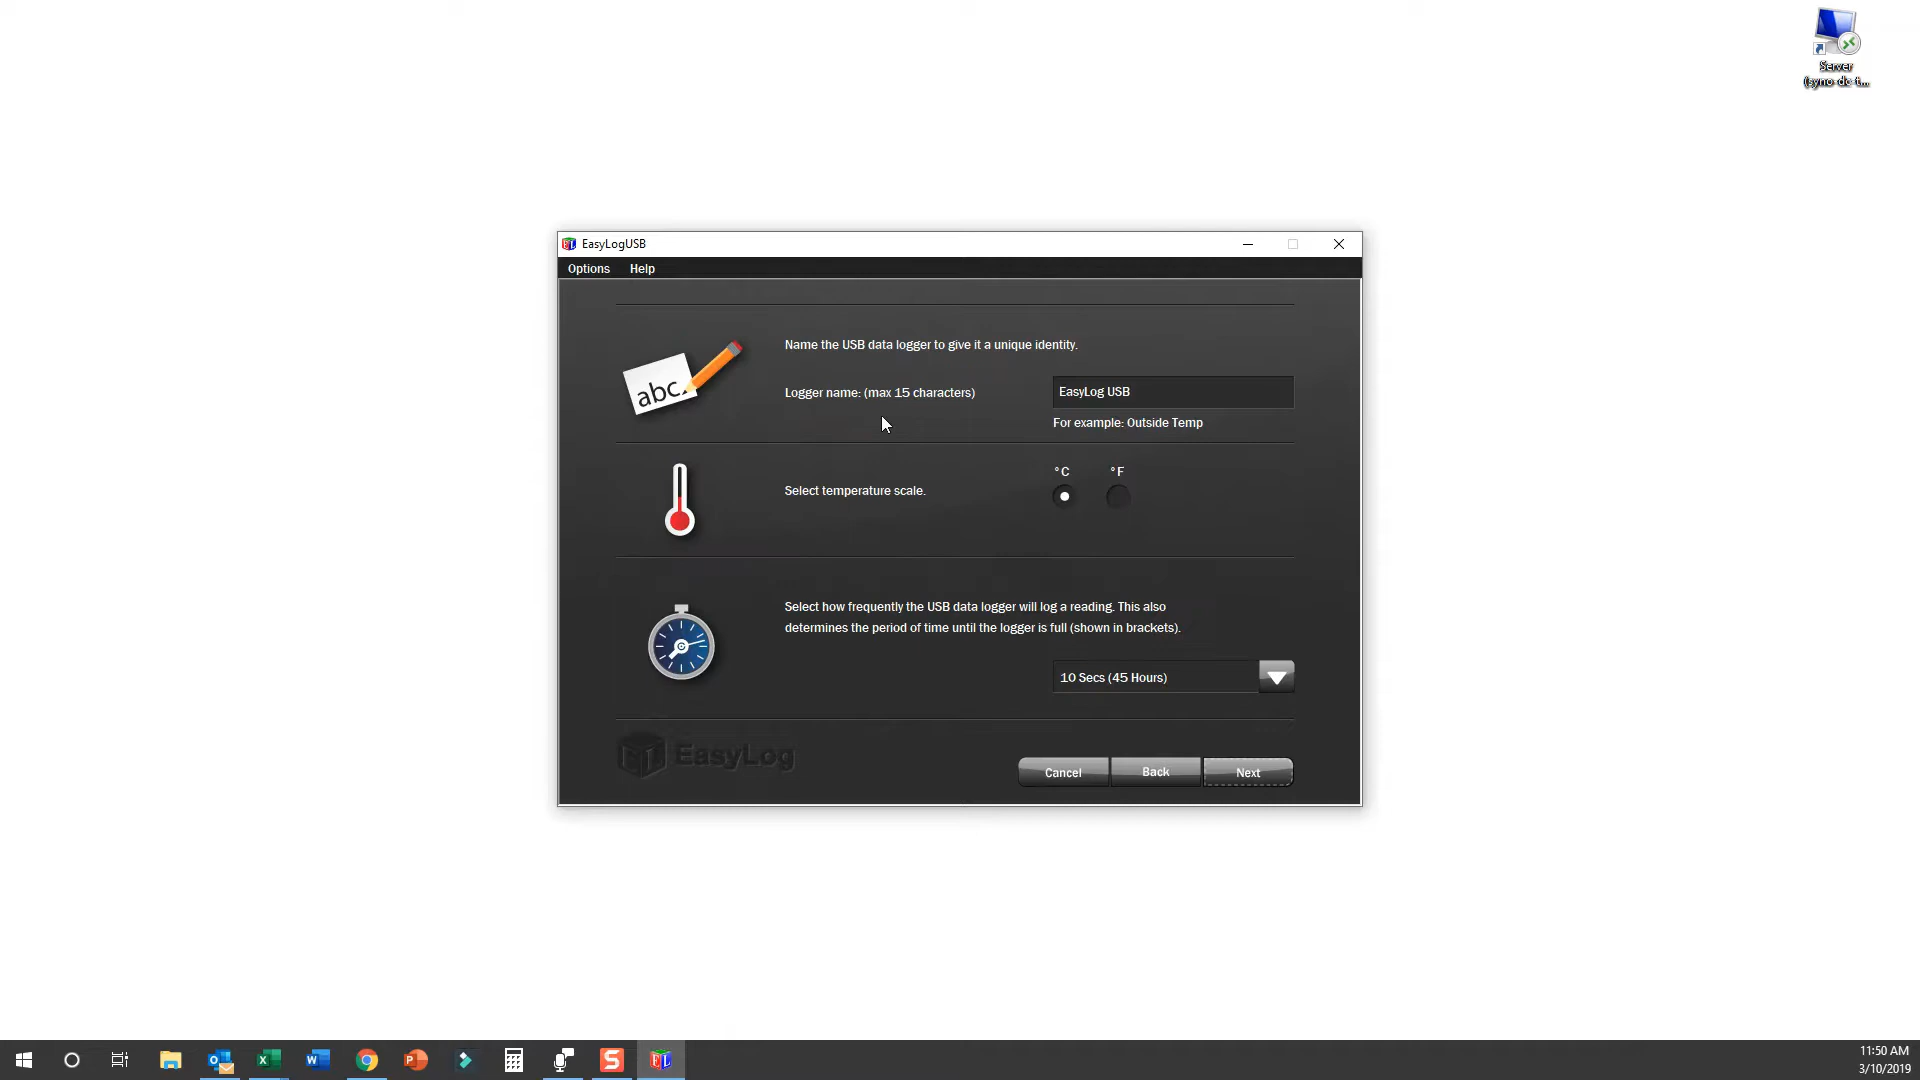 Server
(syno-dc-t...
EasyLogUSB
Options Help
Name the USB data logger to give it a unique identity.
abc
Logger name: (max 15 characters)
EasyLog USB
For example: Outside Temp
°C °F
Select temperature scale.
Select how frequently the USB data logger will log a reading. This also
determines the period of time until the logger is full (shown in brackets).
10 Secs (45 Hours)
EL EasyLog
Cancel Back Next
11:50 AM
3/10/2019